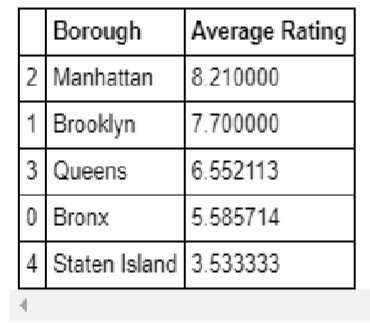 Borough Average Rating
2 Manhattan 8.210000
1 Brooklyn 7.700000
3 Queens 6.552113
0 Bronx 5.585714
4 Staten Island 3.533333